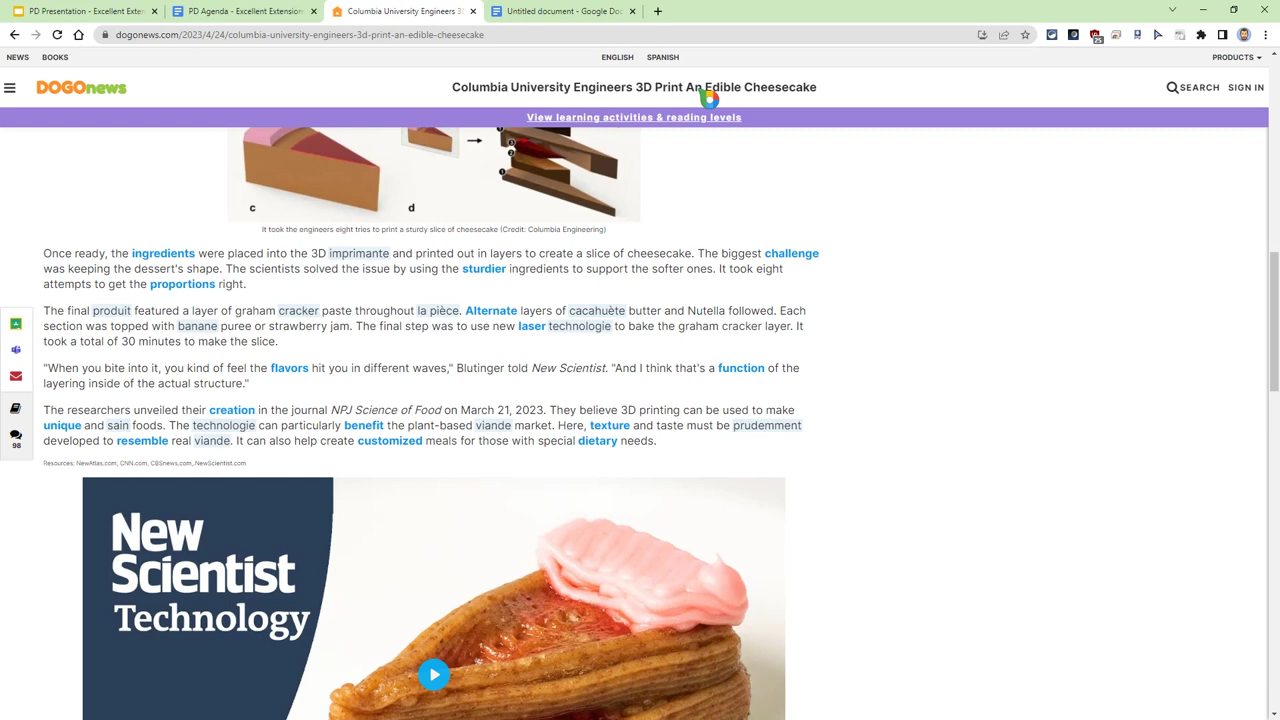 PD Presentation - Excellent Exten
PD Agenda - Excellent Extension
Columbia University Engineers 3D
Untitled document - Google Doc
dogonews.com/2023/4/24/columbia-university-engineers-3d-print-an-edible-cheesecake
25
NEWS BOOKS ENGLISH SPANISH PRODUCTS
DOGOnews Columbia University Engineers 3D Print An Edible Cheesecake SEARCH SIGN IN
View learning activities & reading levels
c d
1
3
2
1
It took the engineers eight tries to print a sturdy slice of cheesecake (Credit: Columbia Engineering)
Once ready, the ingredients were placed into the 3D imprimante and printed out in layers to create a slice of cheesecake. The biggest challenge
was keeping the dessert's shape. The scientists solved the issue by using the sturdier ingredients to support the softer ones. It took eight
attempts to get the proportions right.
The final produit featured a layer of graham cracker paste throughout la pièce. Alternate layers of cacahuète butter and Nutella followed. Each
section was topped with banane puree or strawberry jam. The final step was to use new laser technologie to bake the graham cracker layer. It
took a total of 30 minutes to make the slice.
"When you bite into it, you kind of feel the flavors hit you in different waves," Blutinger told New Scientist. "And I think that's a function of the
layering inside of the actual structure."
The researchers unveiled their creation in the journal NPJ Science of Food on March 21, 2023. They believe 3D printing can be used to make
unique and sain foods. The technologie can particularly benefit the plant-based viande market. Here, texture and taste must be prudemment
developed to resemble real viande. It can also help create customized meals for those with special dietary needs.
98
Resources: NewAtlas.com, CNN.com, CBSnews.com, NewScientist.com
New
Scientist
Technology